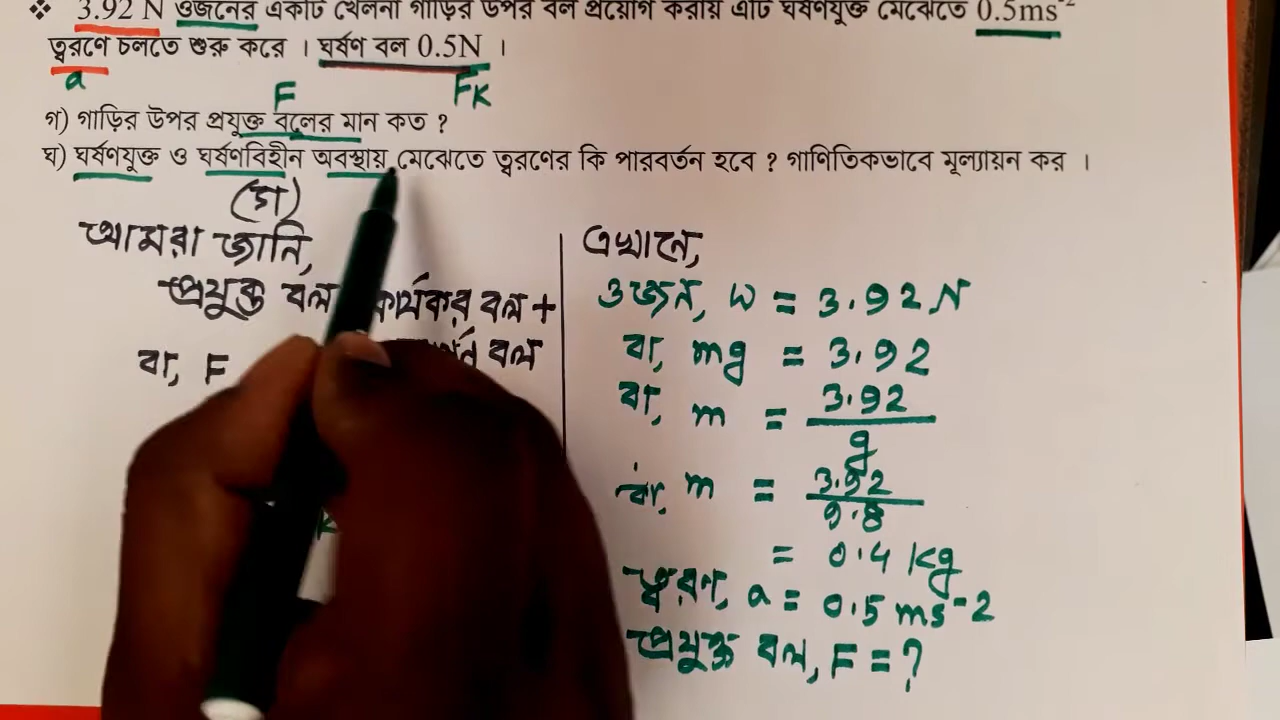 ❖ 3.92 N ওজনের একটি খেলনা গাড়ির উপর বল প্রয়োগ করায় এটি ঘর্ষণযুক্ত মেঝেতে 0.5ms⁻²
ত্বরণে চলতে শুরু করে । ঘর্ষণ বল 0.5N ।
a F Fk
গ) গাড়ির উপর প্রযুক্ত বলের মান কত ?
ঘ) ঘর্ষণযুক্ত ও ঘর্ষণবিহীন অবস্থায় মেঝেতে ত্বরণের কি পারবর্তন হবে ? গাণিতিকভাবে মূল্যায়ন কর ।
(গ)
আমরা জানি,
প্রযুক্ত বল কার্যকর বল +
বল
বা, F
এখানে,
ওজন, W = 3.92 N
বা, mg = 3.92
বা, m = 3.92/g
বা, m = 3.92/9.8
= 0.4 kg
ত্বরণ, a = 0.5 ms⁻²
প্রযুক্ত বল, F = ?